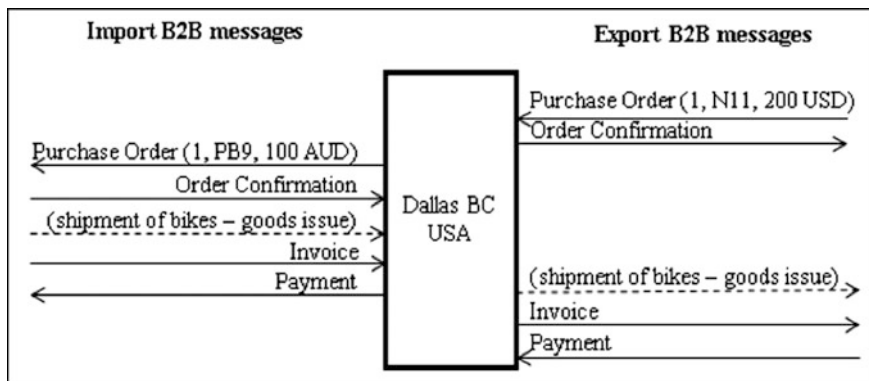 Import B2B messages
Export B2B messages
Purchase Order (1, N11, 200 USD)
Order Confirmation
Purchase Order (1, PB9, 100 AUD)
Order Confirmation
(shipment of bikes – goods issue)
Invoice
Payment
Dallas BC
USA
(shipment of bikes – goods issue)
Invoice
Payment